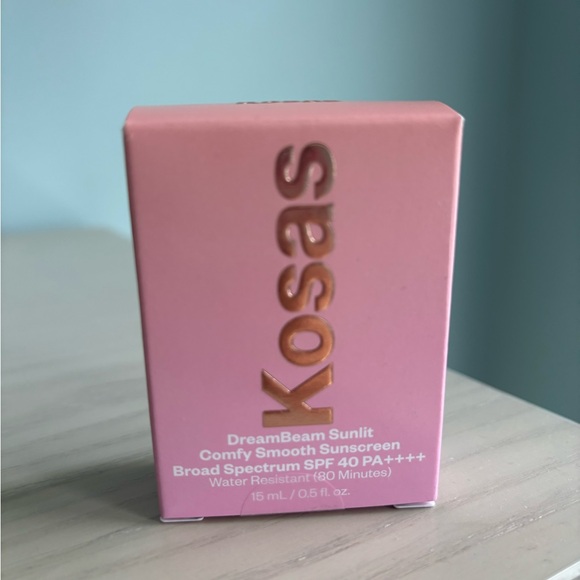 Kosas
DreamBeam Sunlit
Comfy Smooth Sunscreen
Broad Spectrum SPF 40 PA++++
Water Resistant (80 Minutes)
15 mL / 0.5 fl. oz.